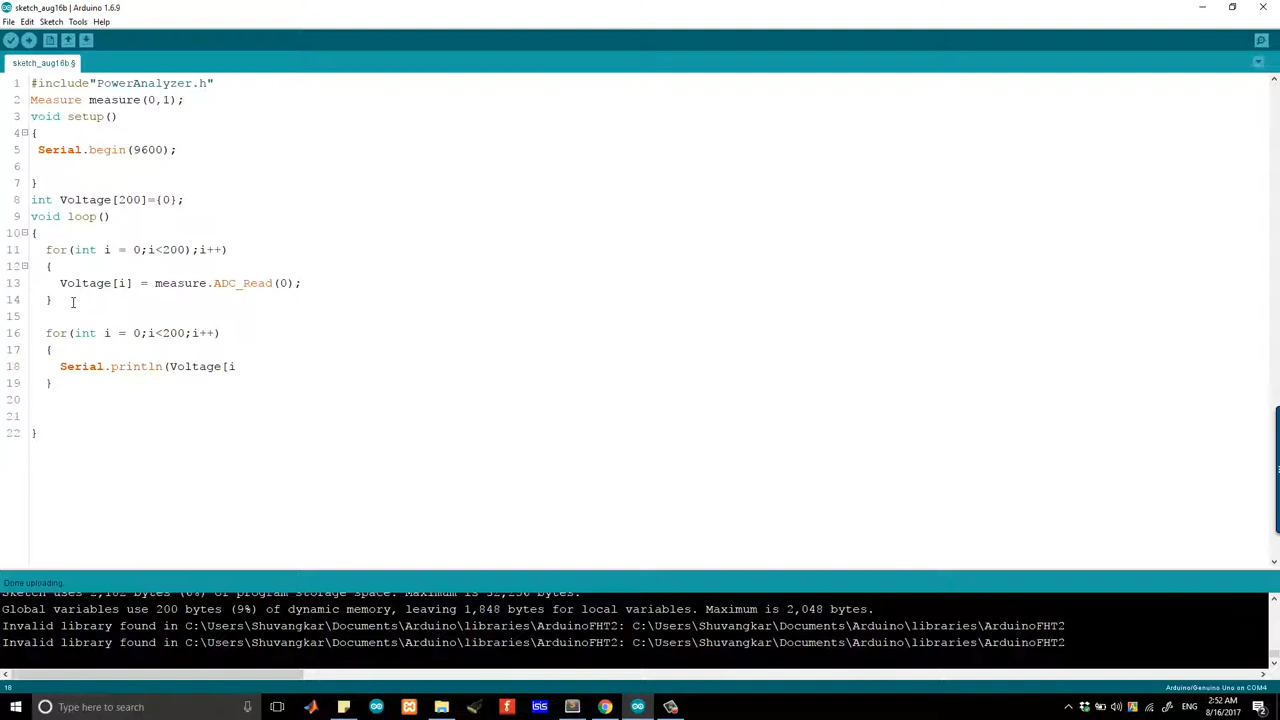 sketch_aug16b | Arduino 1.6.9
File Edit Sketch Tools Help
sketch_aug16b §
1 #include"PowerAnalyzer.h"
2 Measure measure(0,1);
3 void setup()
4 {
5 Serial.begin(9600);
6
7 }
8 int Voltage[200]={0};
9 void loop()
10 {
11 for(int i = 0;i<200);i++)
12 {
13 Voltage[i] = measure.ADC_Read(0);
14 }
15
16 for(int i = 0;i<200;i++)
17 {
18 Serial.println(Voltage[i
19 }
20
21
22 }
Done uploading.
Sketch uses 2,162 bytes (6%) of program storage space. Maximum is 32,256 bytes.
Global variables use 200 bytes (9%) of dynamic memory, leaving 1,848 bytes for local variables. Maximum is 2,048 bytes.
Invalid library found in C:\Users\Shuvangkar\Documents\Arduino\libraries\ArduinoFHT2: C:\Users\Shuvangkar\Documents\Arduino\libraries\ArduinoFHT2
Invalid library found in C:\Users\Shuvangkar\Documents\Arduino\libraries\ArduinoFHT2: C:\Users\Shuvangkar\Documents\Arduino\libraries\ArduinoFHT2
18 Arduino/Genuino Uno on COM4
Type here to search
ENG
2:52 AM
8/16/2017